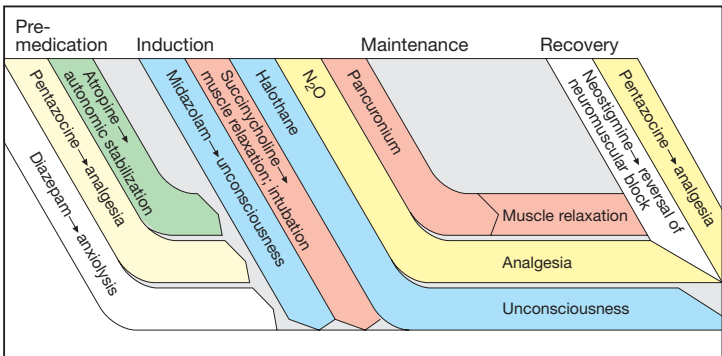 Pre-
medication
Induction
Maintenance
Recovery
Diazepam → anxiolysis
Pentazocine → analgesia
Atropine →
autonomic stabilization
Midazolam → unconsciousness
Succinycholine →
muscle relaxation; intubation
Halothane
N₂O
Pancuronium
Neostigmine → reversal of
neuromuscular block
Pentazocine → analgesia
Muscle relaxation
Analgesia
Unconsciousness